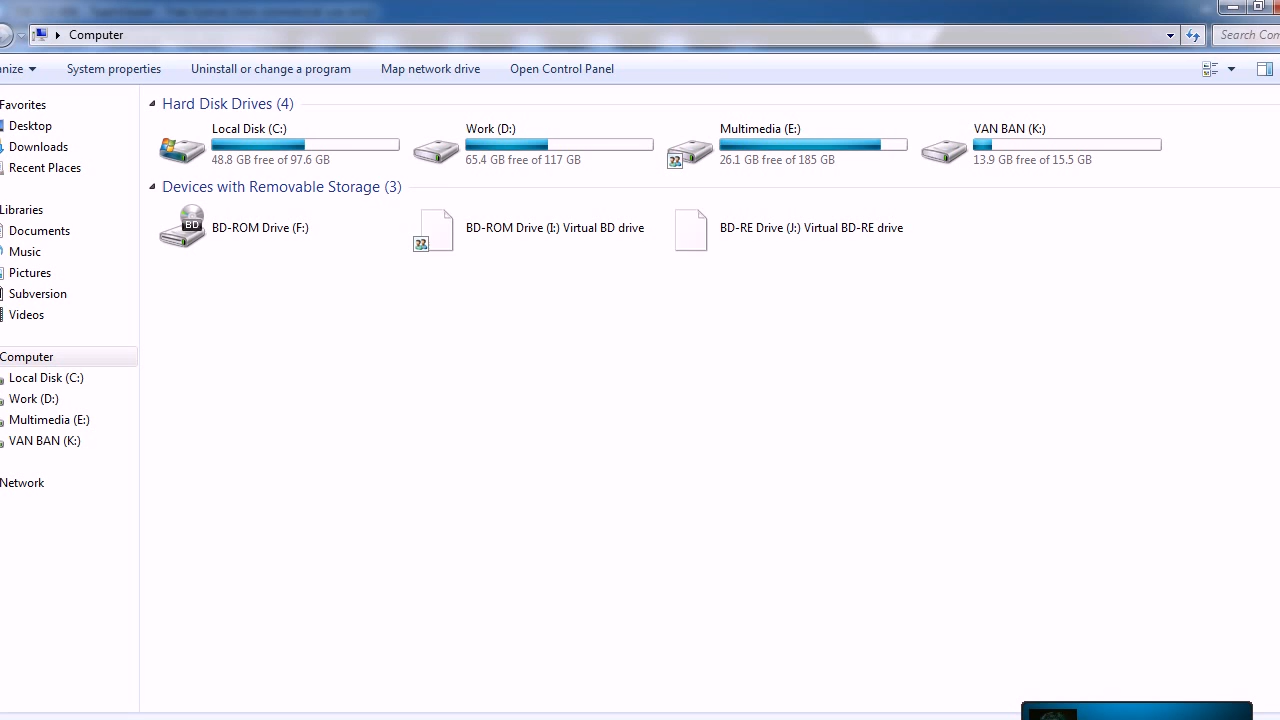 Computer
Search Com
nize
System properties
Uninstall or change a program
Map network drive
Open Control Panel
Favorites
Desktop
Downloads
Recent Places
Libraries
Documents
Music
Pictures
Subversion
Videos
Computer
Local Disk (C:)
Work (D:)
Multimedia (E:)
VAN BAN (K:)
Network
Hard Disk Drives (4)
Local Disk (C:)
48.8 GB free of 97.6 GB
Work (D:)
65.4 GB free of 117 GB
Multimedia (E:)
26.1 GB free of 185 GB
VAN BAN (K:)
13.9 GB free of 15.5 GB
Devices with Removable Storage (3)
BD
BD-ROM Drive (F:)
BD-ROM Drive (I:) Virtual BD drive
BD-RE Drive (J:) Virtual BD-RE drive